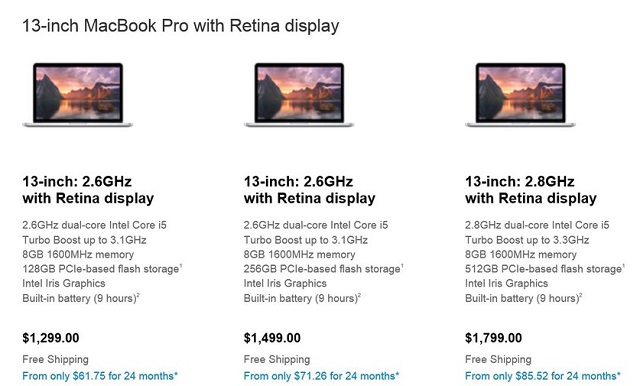 13-inch MacBook Pro with Retina display
13-inch: 2.6GHz
with Retina display
2.6GHz dual-core Intel Core i5
Turbo Boost up to 3.1GHz
8GB 1600MHz memory
128GB PCIe-based flash storage¹
Intel Iris Graphics
Built-in battery (9 hours)²
$1,299.00
Free Shipping
From only $61.75 for 24 months*
13-inch: 2.6GHz
with Retina display
2.6GHz dual-core Intel Core i5
Turbo Boost up to 3.1GHz
8GB 1600MHz memory
256GB PCIe-based flash storage¹
Intel Iris Graphics
Built-in battery (9 hours)²
$1,499.00
Free Shipping
From only $71.26 for 24 months*
13-inch: 2.8GHz
with Retina display
2.8GHz dual-core Intel Core i5
Turbo Boost up to 3.3GHz
8GB 1600MHz memory
512GB PCIe-based flash storage¹
Intel Iris Graphics
Built-in battery (9 hours)²
$1,799.00
Free Shipping
From only $85.52 for 24 months*